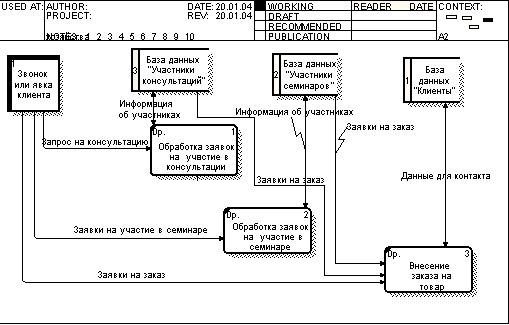 USED AT: AUTHOR: DATE: 20.01.04 WORKING READER DATE CONTEXT:
PROJECT: REV: 20.01.04 DRAFT
RECOMMENDED
NOTES: 1 2 3 4 5 6 7 8 9 10 PUBLICATION A2
1
Звонок
или явка
клиента
3
База данных
"Участники
консультаций"
2
База данных
"Участники
семинаров"
1
База
данных
"Клиенты"
Информация
об участниках
Информация об участниках
Заявки на заказ
Запрос на консультацию
0р. 1
Обработка заявок
на участие в
консультации
Заявки на заказ
Данные для контакта
Заявки на участие в семинаре
0р. 2
Обработка заявок
на участие в
семинаре
0р. 3
Внесение
заказа на
товар
Заявки на заказ